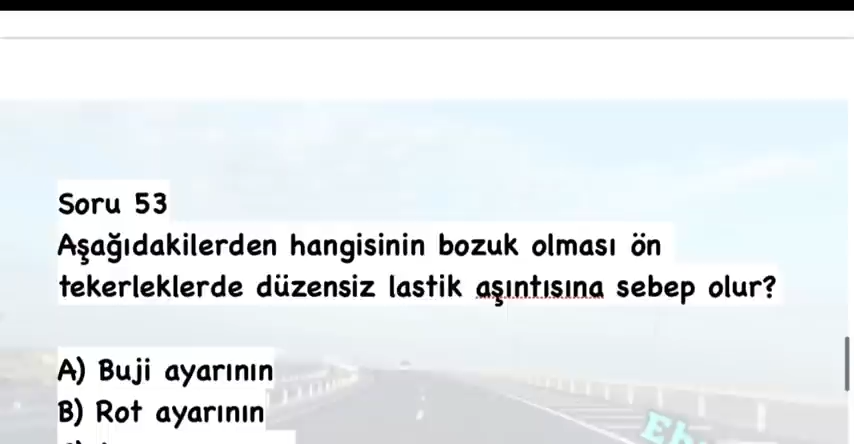 Soru 53
Aşağıdakilerden hangisinin bozuk olması ön
tekerleklerde düzensiz lastik aşıntısına sebep olur?
A) Buji ayarının
B) Rot ayarının